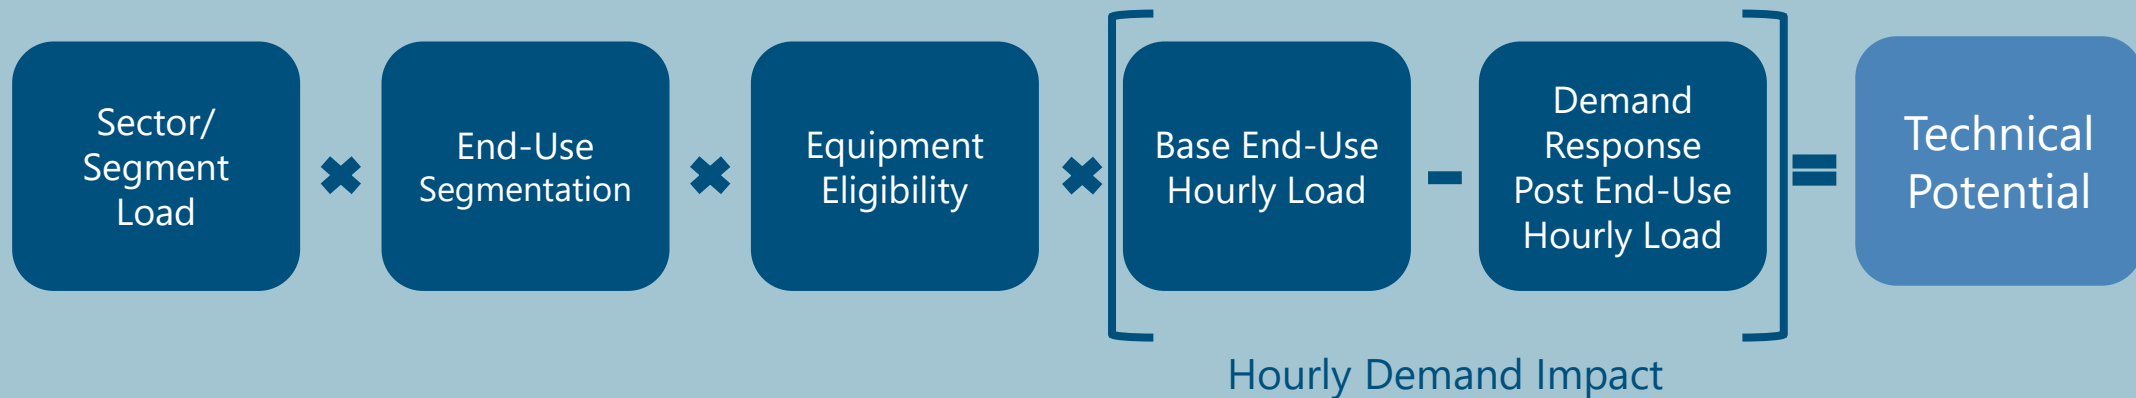 Sector/
Segment
Load
End-Use
Segmentation
Equipment
Eligibility
Base End-Use
Hourly Load
Demand
Response
Post End-Use
Hourly Load
Technical
Potential
Hourly Demand Impact